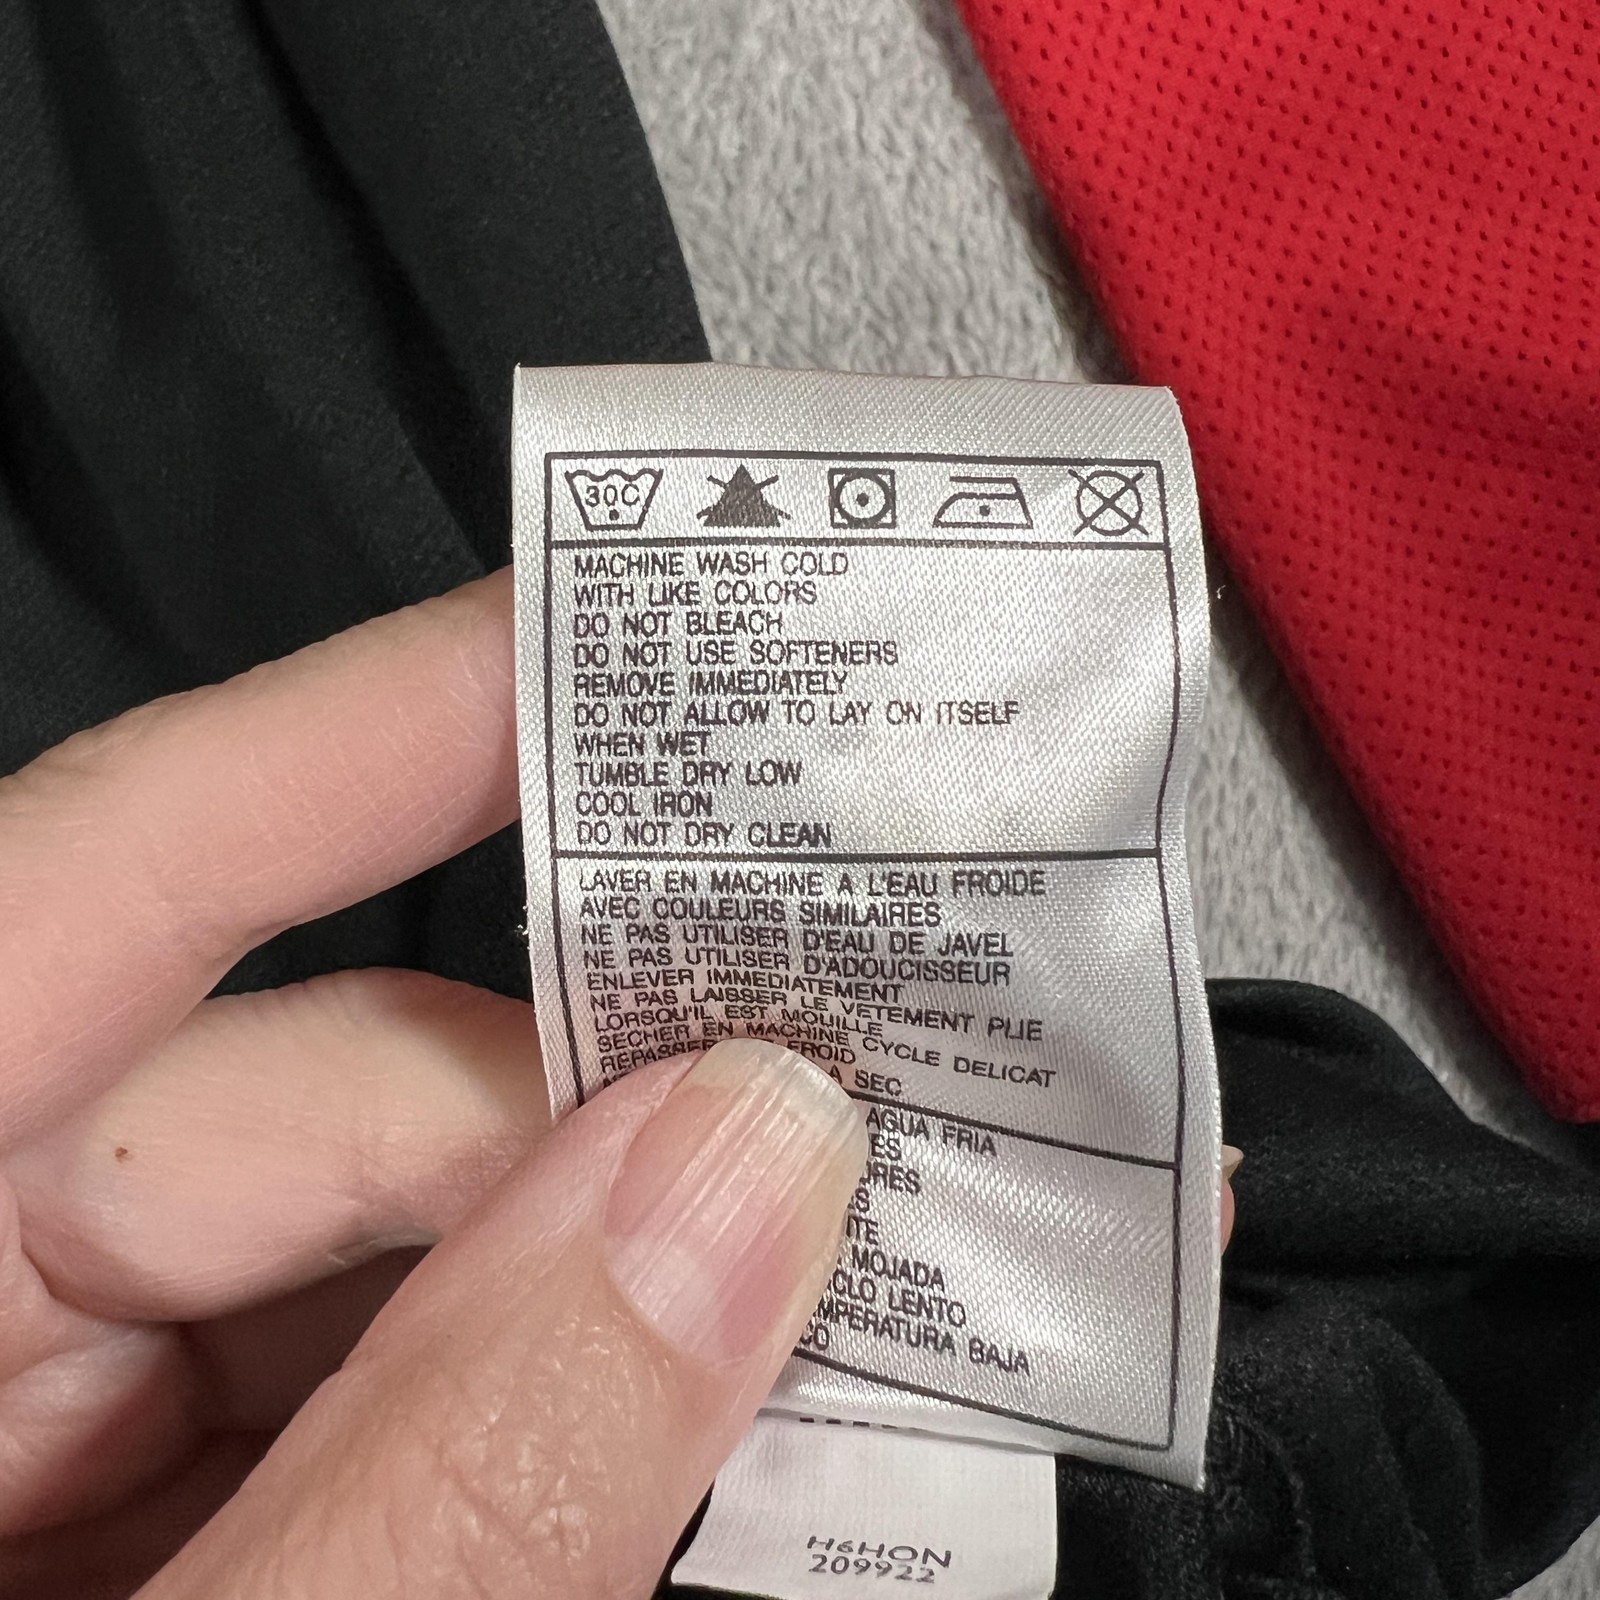 30C
MACHINE WASH COLD
WITH LIKE COLORS
DO NOT BLEACH
DO NOT USE SOFTENERS
REMOVE IMMEDIATELY
DO NOT ALLOW TO LAY ON ITSELF
WHEN WET
TUMBLE DRY LOW
COOL IRON
DO NOT DRY CLEAN
LAVER EN MACHINE A L'EAU FROIDE
AVEC COULEURS SIMILAIRES
NE PAS UTILISER D'EAU DE JAVEL
NE PAS UTILISER D'ADOUCISSEUR
ENLEVER IMMEDIATEMENT
NE PAS LAISSER LE VETEMENT PLIE
LORSQU'IL EST MOUILLE
SECHER EN MACHINE CYCLE DELICAT
REPASSER FROID
A SEC
AGUA FRIA
MOJADA
LENTO
BAJA
H6HON
209922